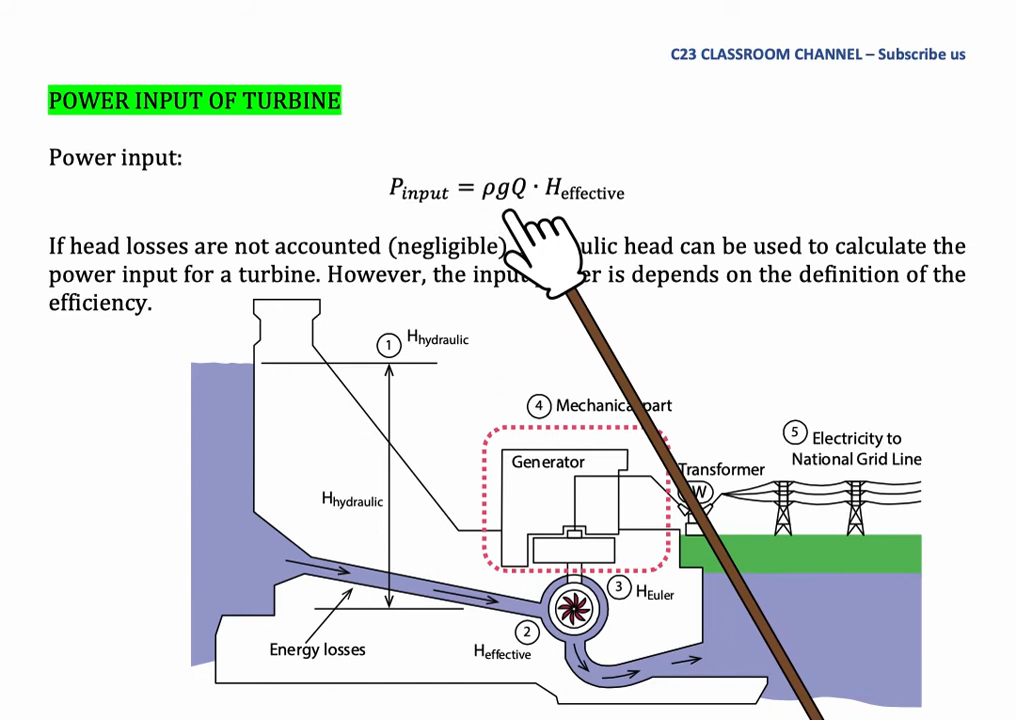 C23 CLASSROOM CHANNEL – Subscribe us
POWER INPUT OF TURBINE
Power input:
P_input = ρgQ · H_effective
If head losses are not accounted (negligible) ulic head can be used to calculate the
power input for a turbine. However, the input er is depends on the definition of the
efficiency.
1 H_hydraulic
4 Mechanical part
5 Electricity to
National Grid Line
Generator
Transformer
W
H_hydraulic
3 H_Euler
2
H_effective
Energy losses